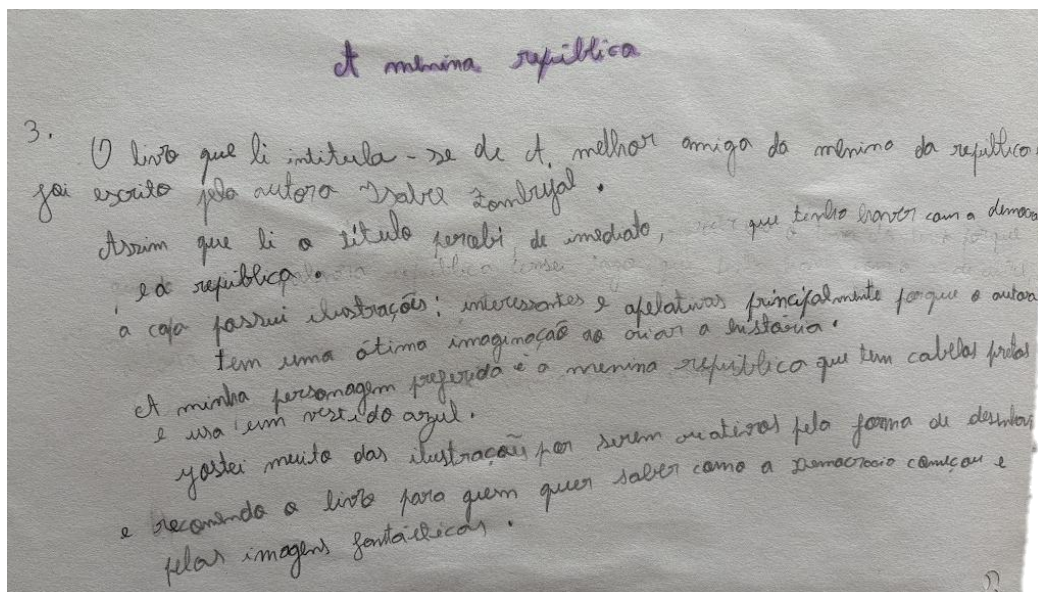 A menina república
3.
O livro que li intitula-se de A, melhor amiga da menina da república
foi escrito pela autora Isabel Zambujal.
Assim que li o título percebi, de imediato, que tenho haver com a democra
e a república.
a capa possui ilustrações: interessantes e apelativas principalmente porque a autora
tem uma ótima imaginação ao criar a história.
A minha personagem preferida é a menina república que tem cabelos pretos
e usa um vestido azul.
gostei muito das ilustrações por serem criativas pela forma de desenhar
e recomendo o livro para quem quer saber como a Democracia começou e
pelas imagens fantásticas.